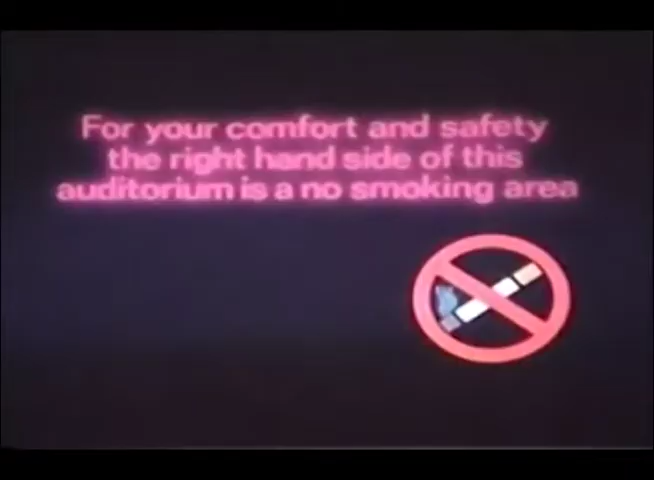 For your comfort and safety
the right hand side of this
auditorium is a no smoking area